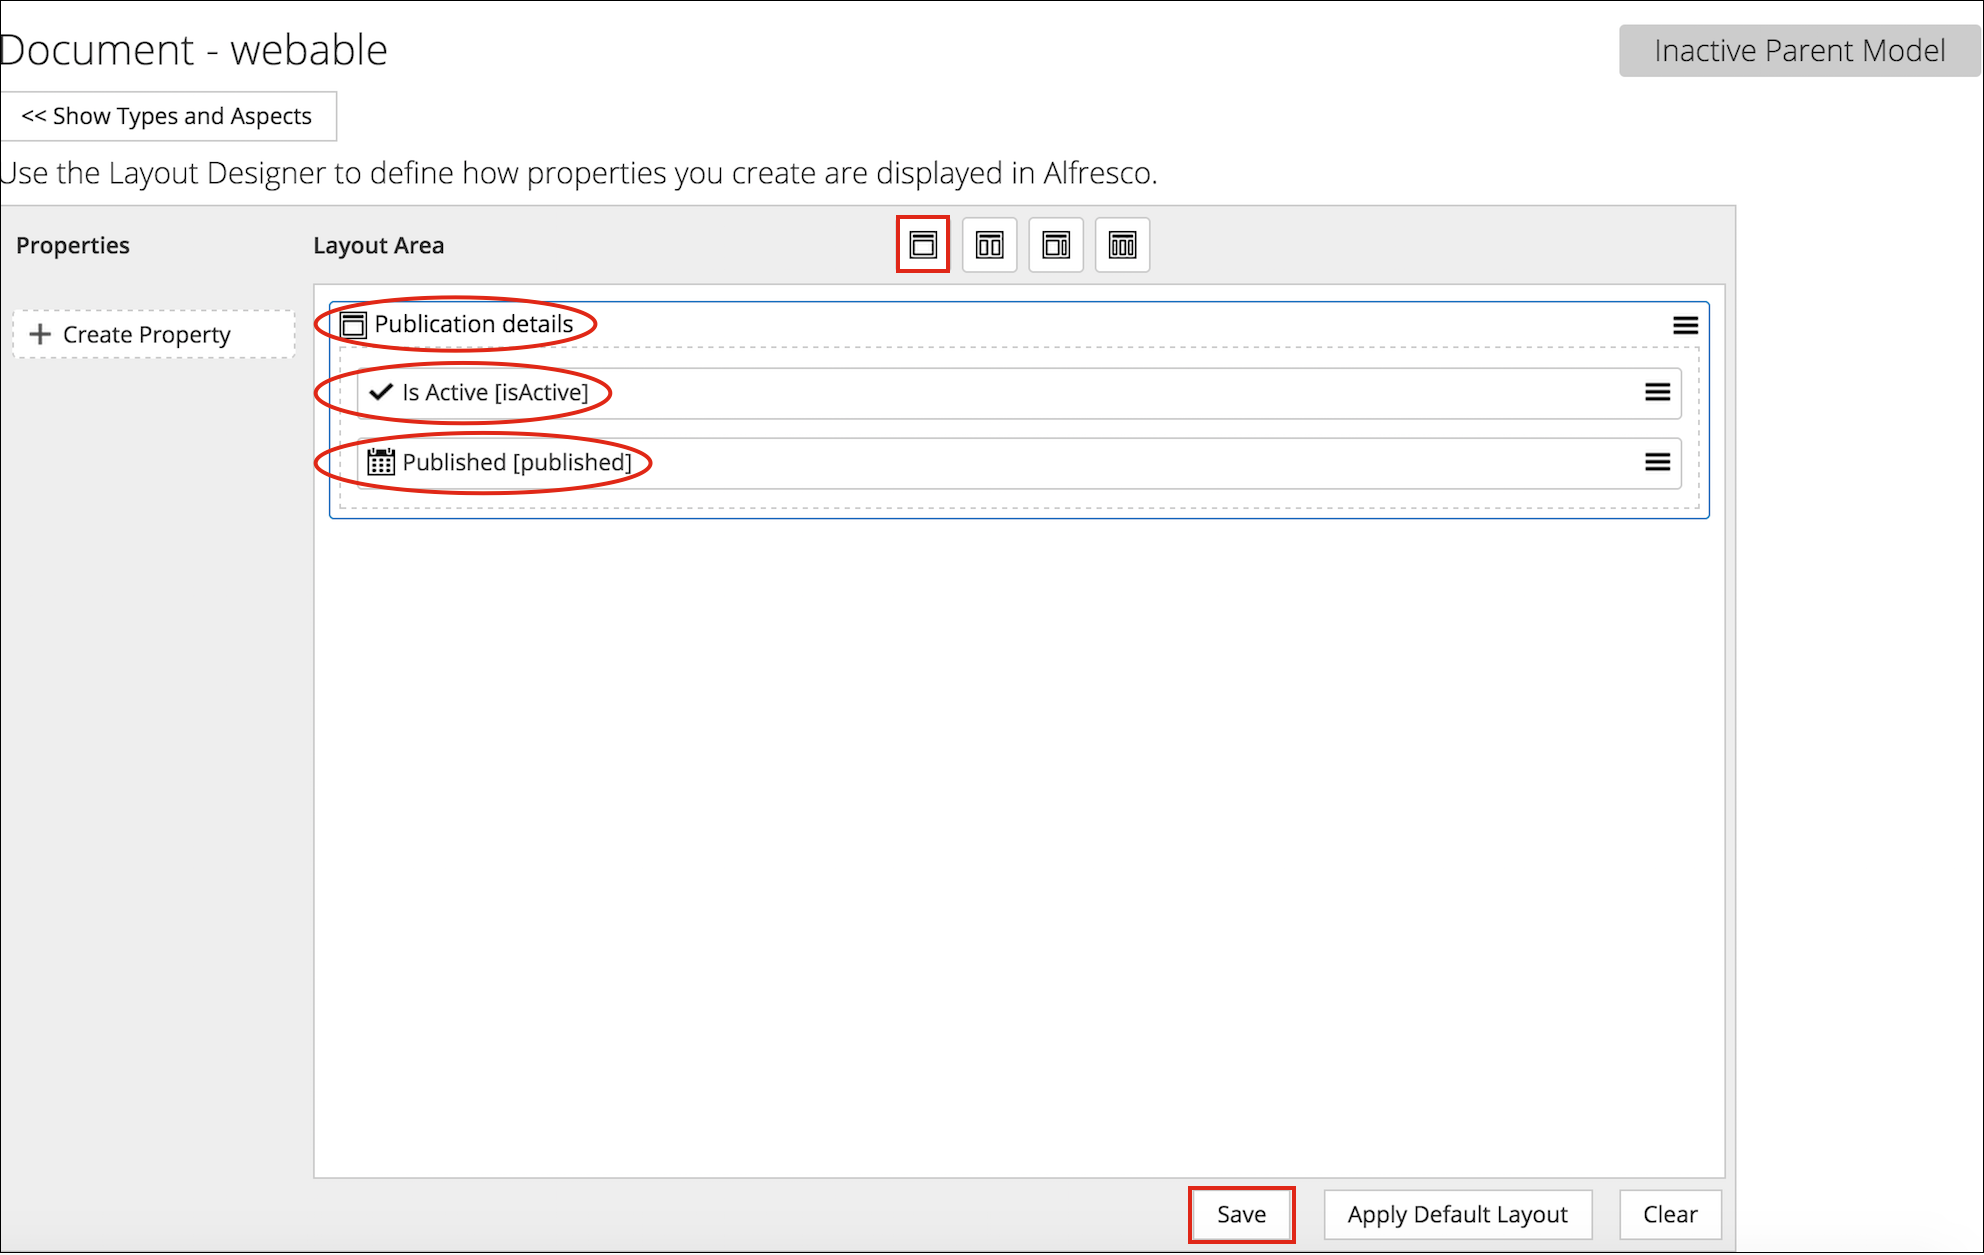 Document - webable
Inactive Parent Model
<< Show Types and Aspects
Use the Layout Designer to define how properties you create are displayed in Alfresco.
Properties
Layout Area
Create Property
Publication details
Is Active [isActive]
Published [published]
Save
Apply Default Layout
Clear